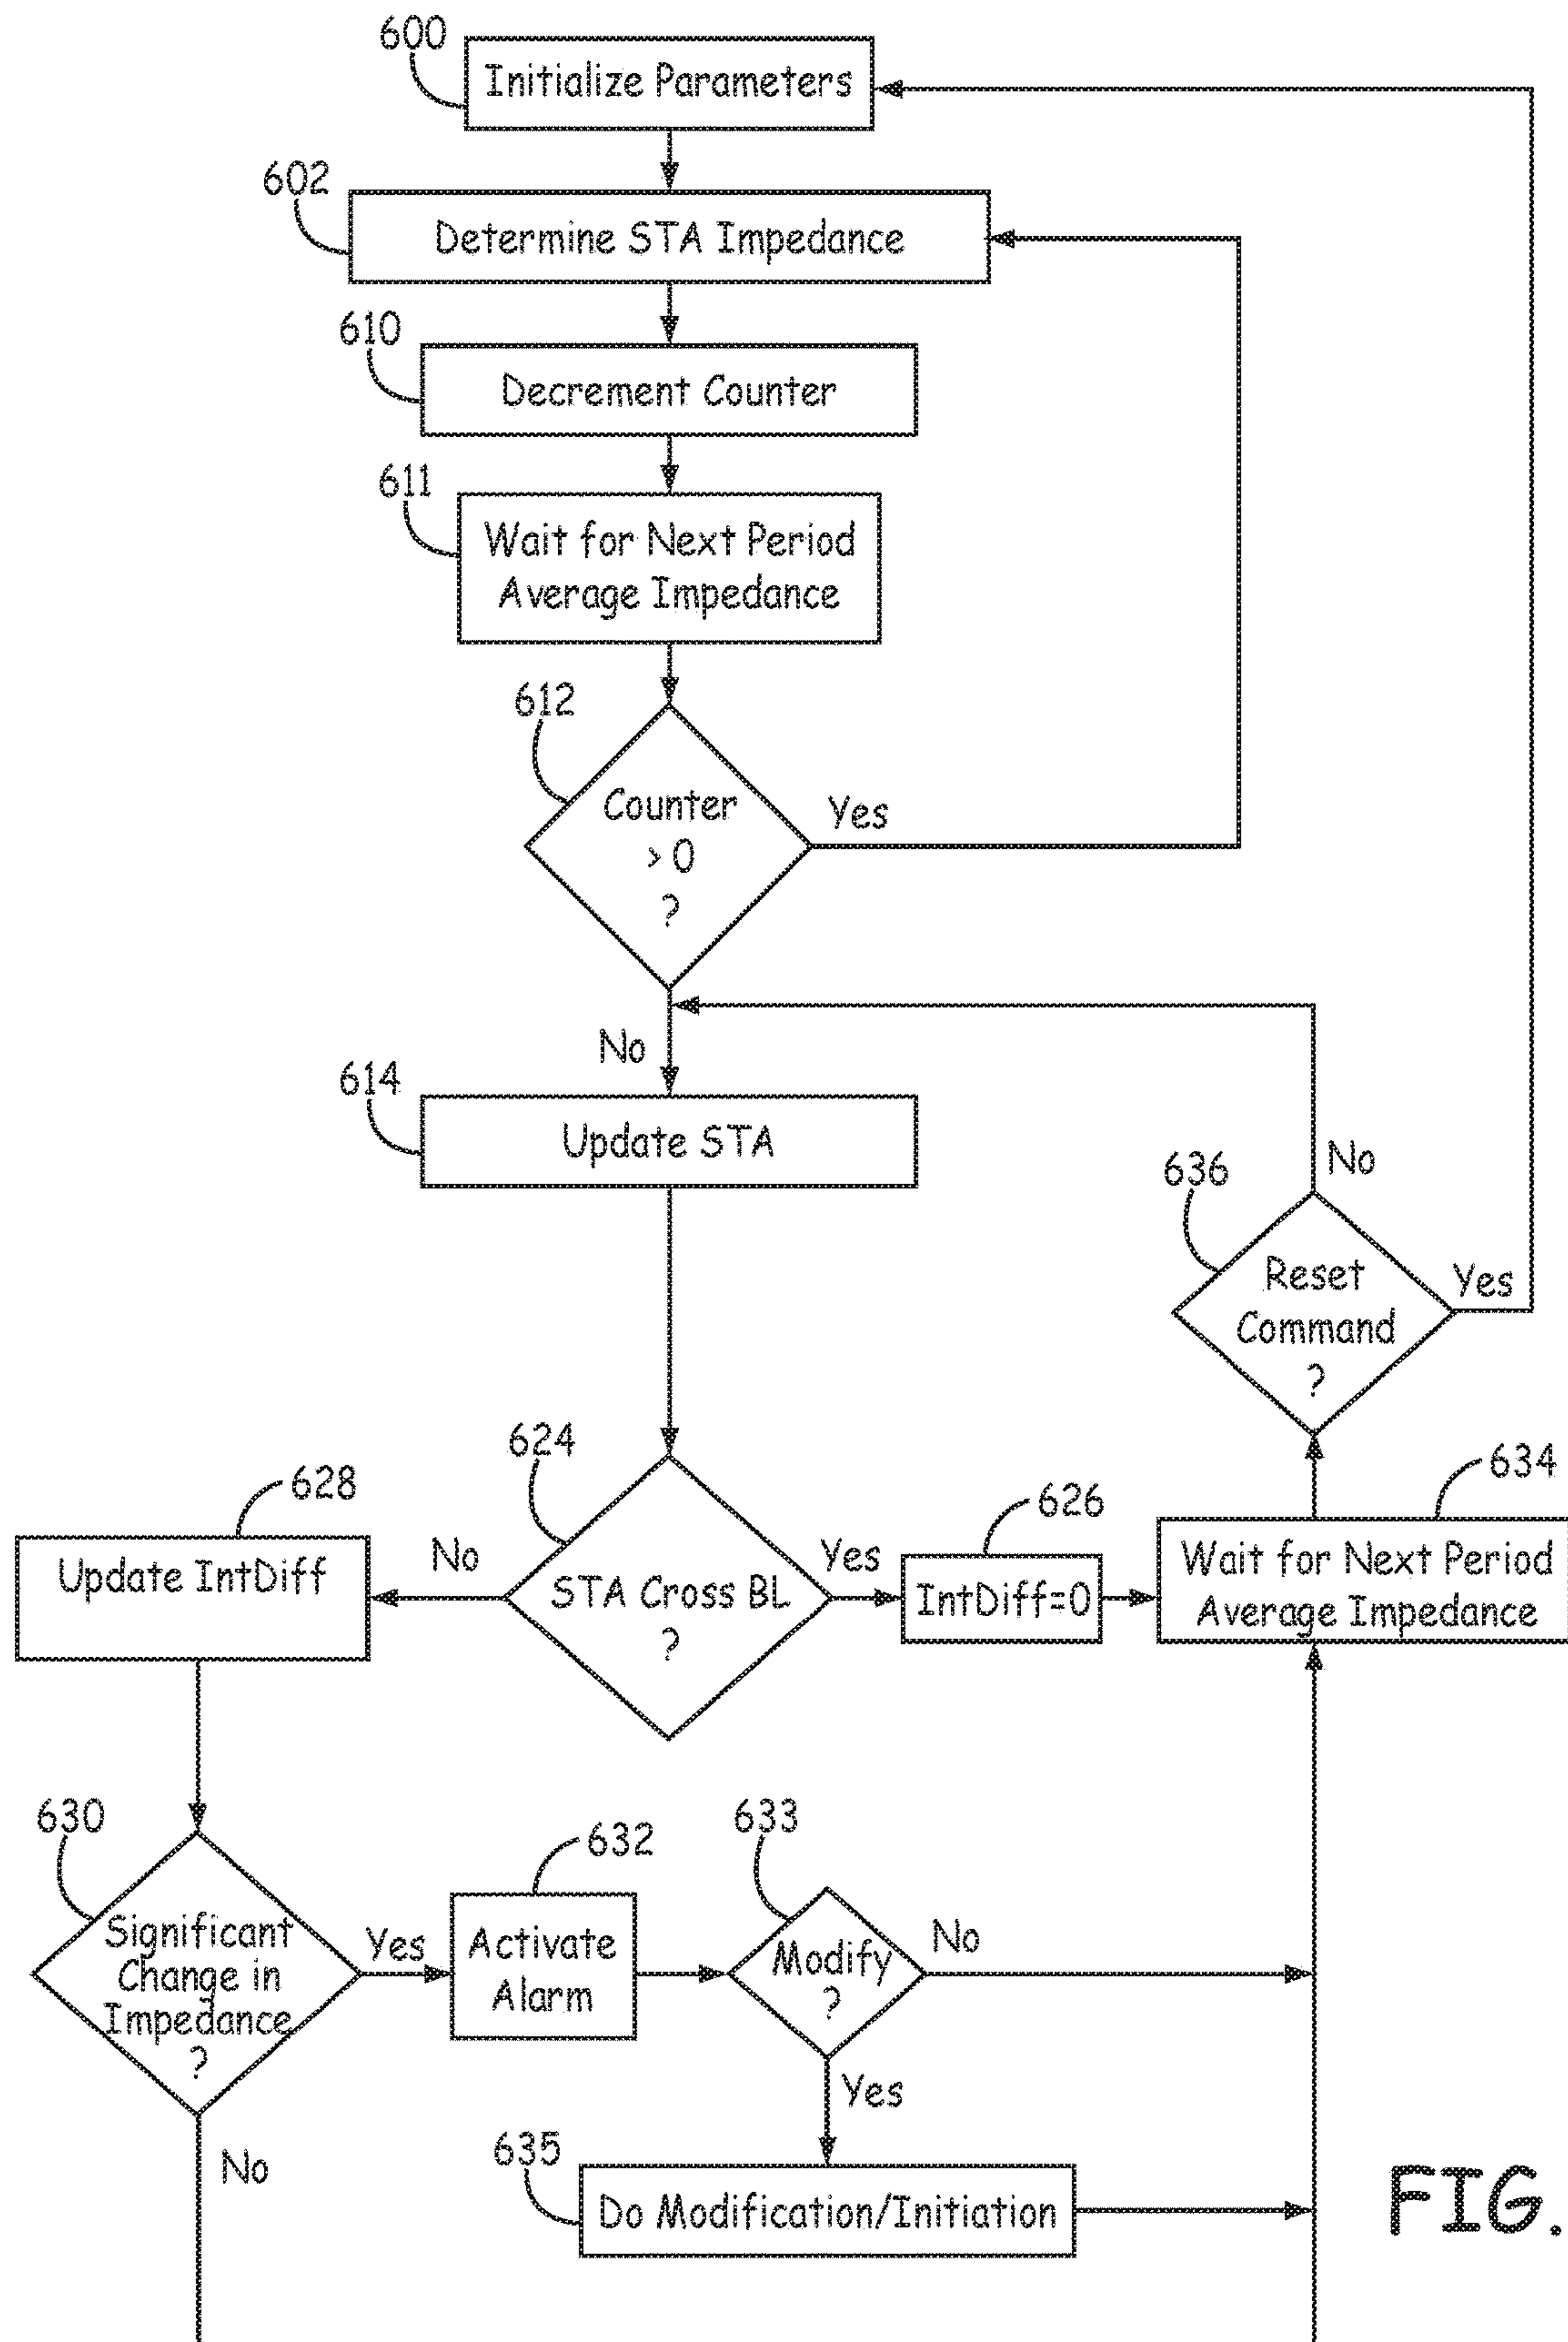 600
Initialize Parameters
602
Determine STA Impedance
610
Decrement Counter
611
Wait for Next Period
Average Impedance
612
Counter
> 0
?
Yes
No
614
Update STA
636
No
Reset
Command
?
Yes
624
STA Cross BL
?
No
Yes
628
Update IntDiff
626
IntDiff=0
634
Wait for Next Period
Average Impedance
630
Significant
Change in
Impedance
?
Yes
No
632
Activate
Alarm
633
Modify
?
No
Yes
635
Do Modification/Initiation
FIG.